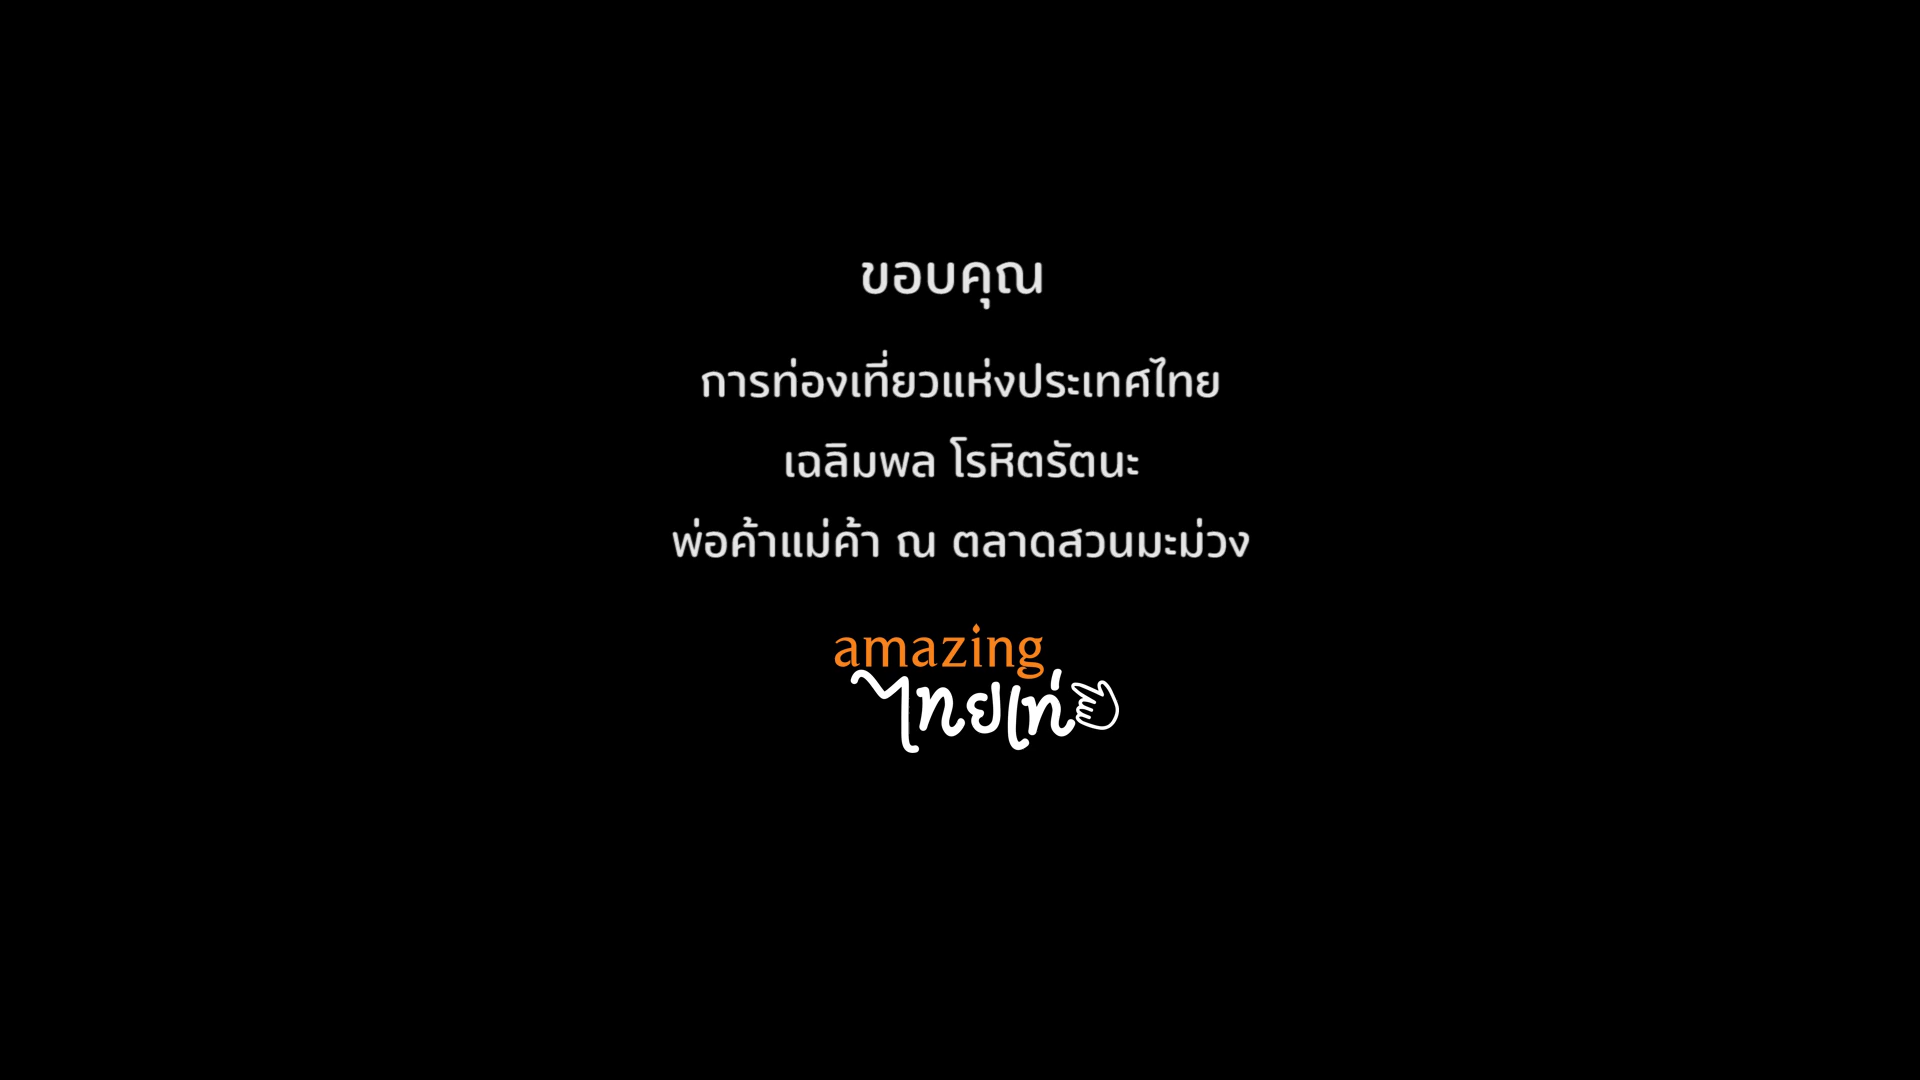 ขอบคุณ
การท่องเที่ยวแห่งประเทศไทย
เฉลิมพล โรหิตรัตนะ
พ่อค้าแม่ค้า ณ ตลาดสวนมะม่วง
amazing
ไทยเท่